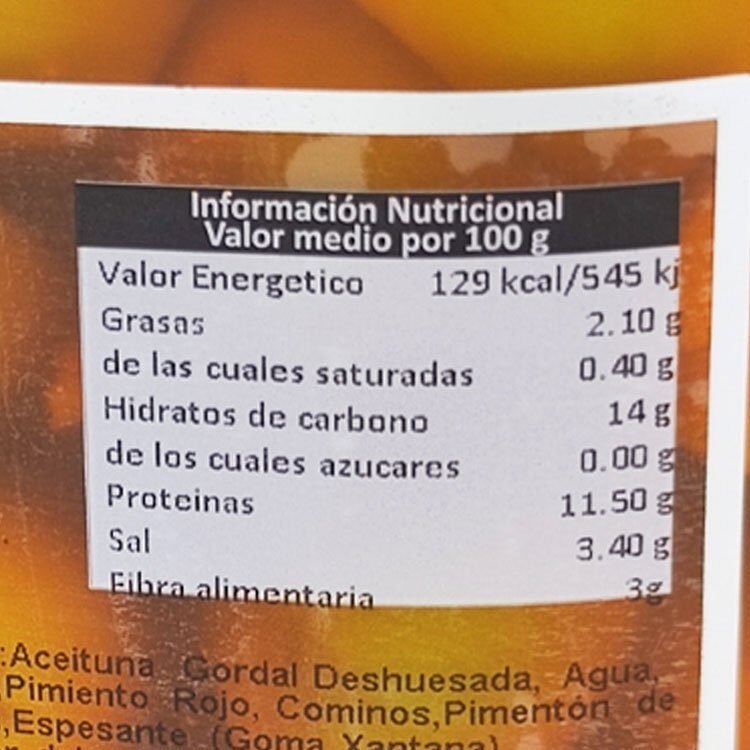 Información Nutricional
Valor medio por 100 g
Valor Energetico 129 kcal/545 kj
Grasas 2.10 g
de las cuales saturadas 0.40 g
Hidratos de carbono 14 g
de los cuales azucares 0.00 g
Proteinas 11.50 g
Sal 3.40 g
Fibra alimentaria 3g
:Aceituna Gordal Deshuesada, Agua,
Pimiento Rojo, Cominos,Pimentón de
,Espesante (Goma Xantana)